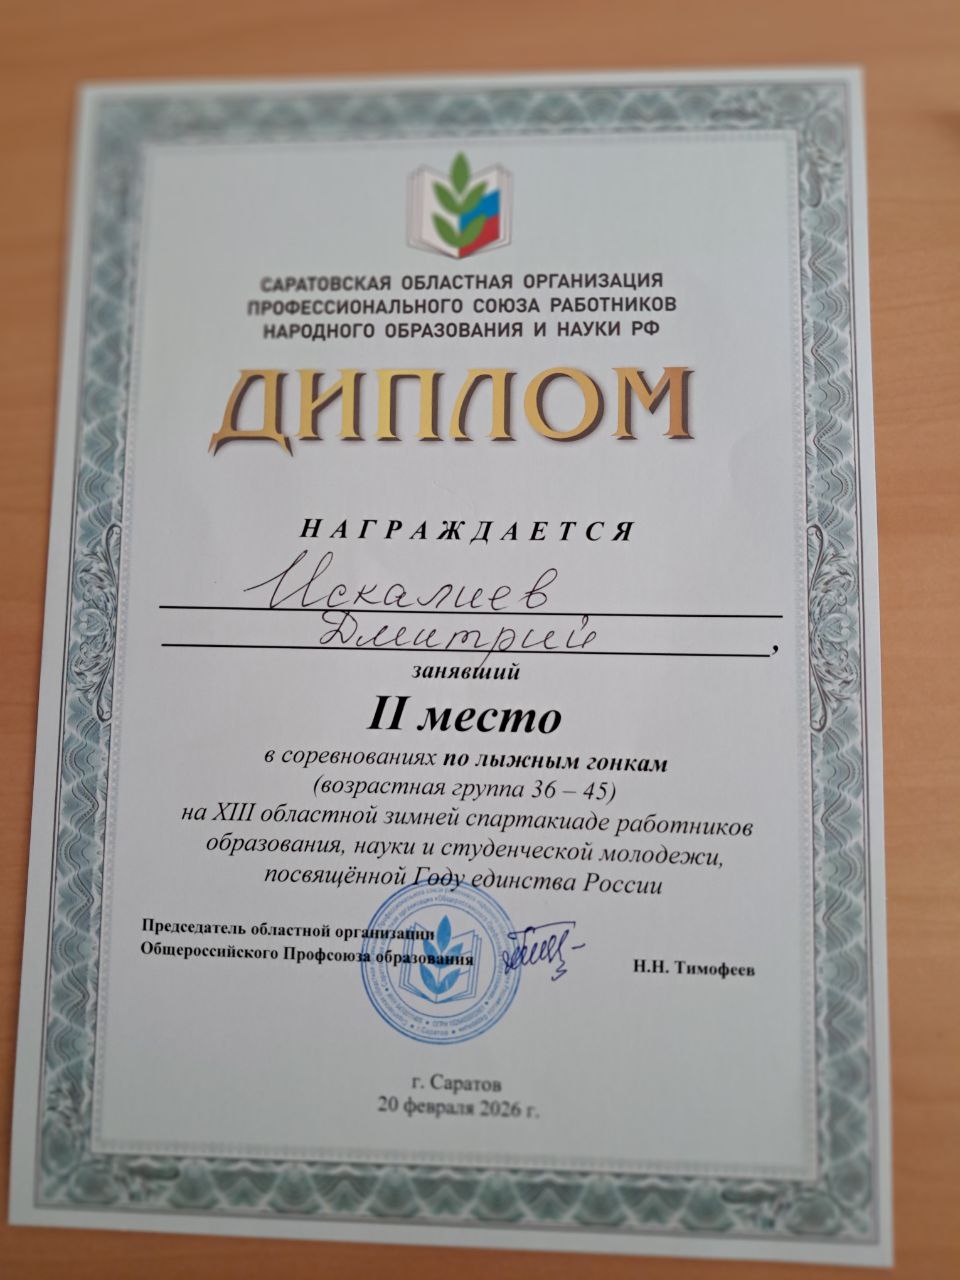 САРАТОВСКАЯ ОБЛАСТНАЯ ОРГАНИЗАЦИЯ
ПРОФЕССИОНАЛЬНОГО СОЮЗА РАБОТНИКОВ
НАРОДНОГО ОБРАЗОВАНИЯ И НАУКИ РФ
ДИПЛОМ
НАГРАЖДАЕТСЯ
Искалиев
Дмитрий,
занявший
II место
в соревнованиях по лыжным гонкам
(возрастная группа 36 – 45)
на XIII областной зимней спартакиаде работников
образования, науки и студенческой молодежи,
посвящённой Году единства России
Председатель областной организации
Общероссийского Профсоюза образования
Н.Н. Тимофеев
г. Саратов
20 февраля 2026 г.